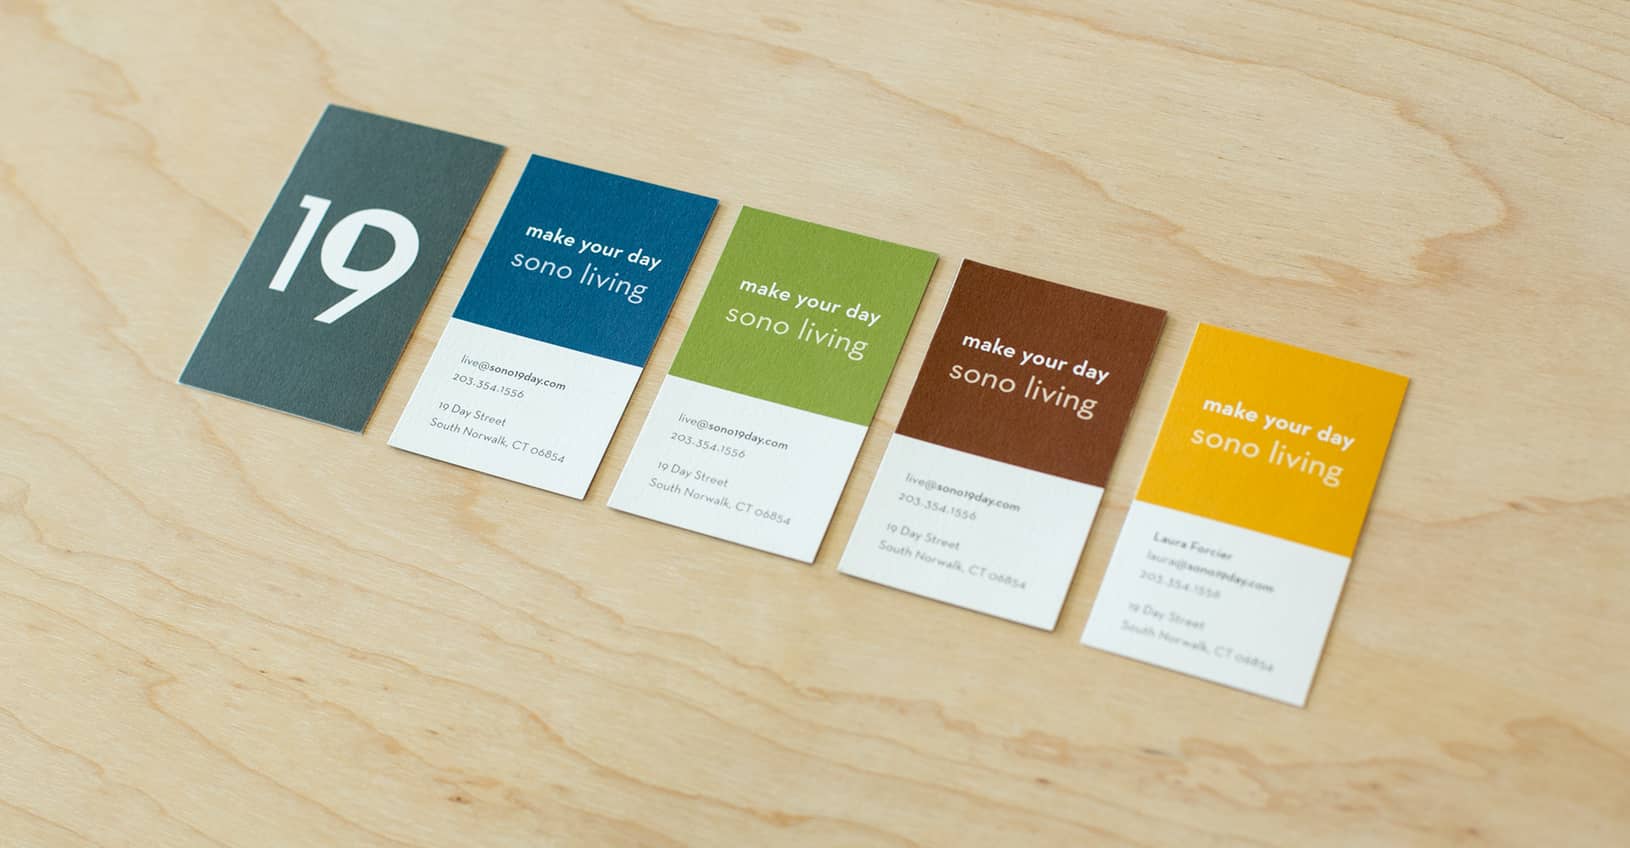 19
make your day
sono living
live@sono19day.com
203.354.1556
19 Day Street
South Norwalk, CT 06854
make your day
sono living
live@sono19day.com
203.354.1556
19 Day Street
South Norwalk, CT 06854
make your day
sono living
live@sono19day.com
203.354.1556
19 Day Street
South Norwalk, CT 06854
make your day
sono living
Laura Forcier
laura@sono19day.com
203.354.1556
19 Day Street
South Norwalk, CT 06854